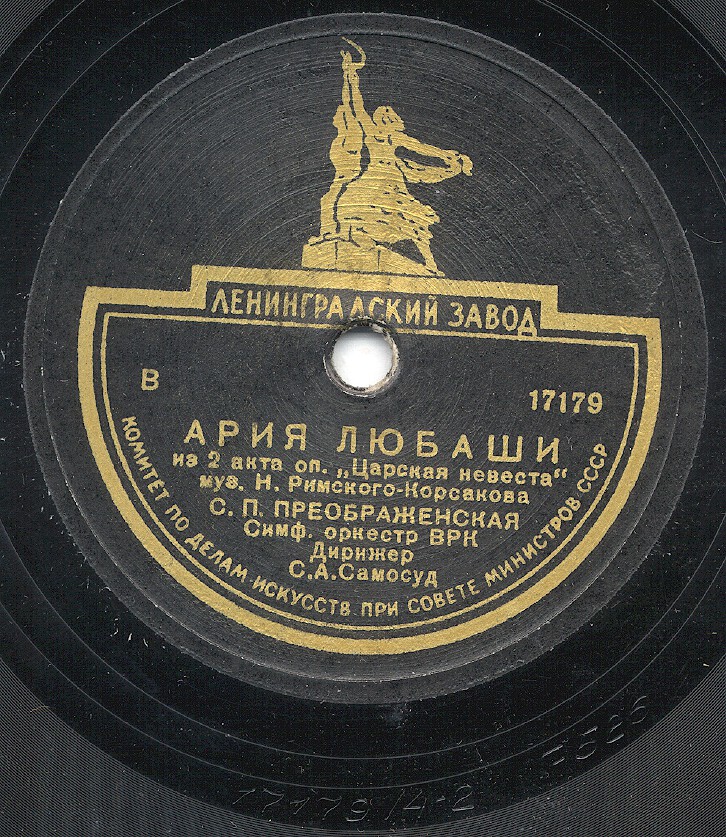 ЛЕНИНГРАДСКИЙ ЗАВОД
В
17179
АРИЯ ЛЮБАШИ
из 2 акта оп. „Царская невеста"
муз. Н. Римского-Корсакова
С. П. ПРЕОБРАЖЕНСКАЯ
Симф. оркестр ВРК
Дирижер
С.А.Самосуд
КОМИТЕТ ПО ДЕЛАМ ИСКУССТВ ПРИ СОВЕТЕ МИНИСТРОВ СССР
17179/4-2